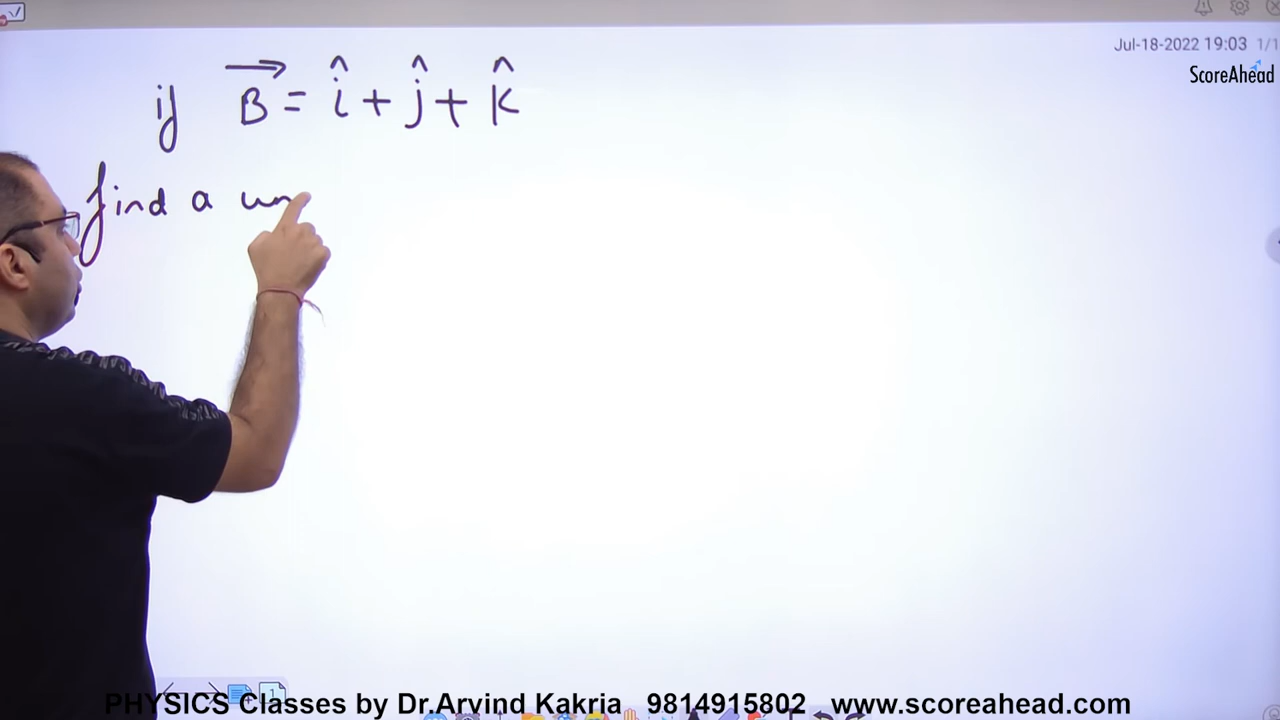 Jul-18-2022 19:03 1/1
ScoreAhead
if B⃗ = î + ĵ + k̂
find a un
PHYSICS Classes by Dr.Arvind Kakria 9814915802 www.scoreahead.com